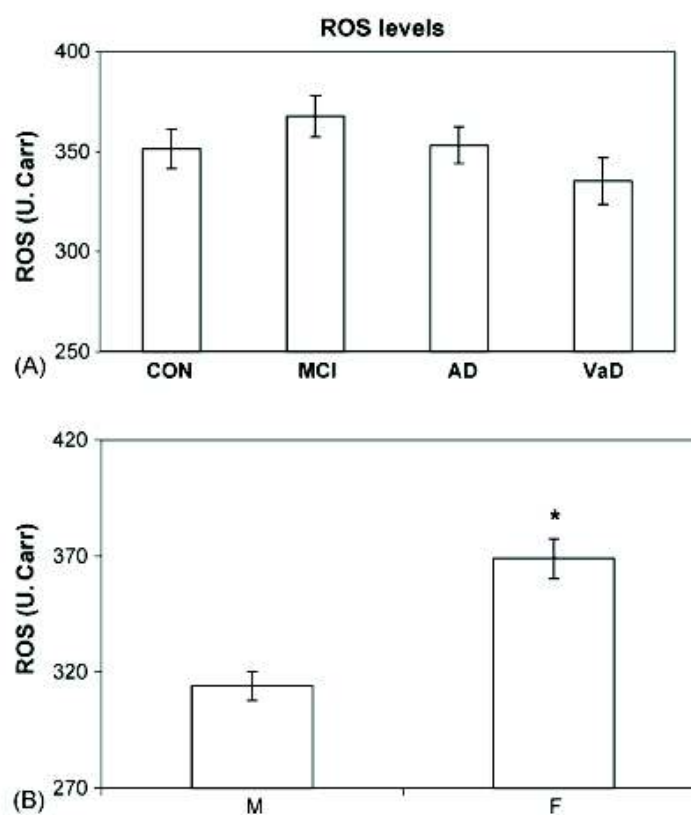 ROS levels
400
350
300
250
ROS (U. Carr)
(A)
CON MCI AD VaD
420
370
320
270
ROS (U. Carr)
*
(B)
M F